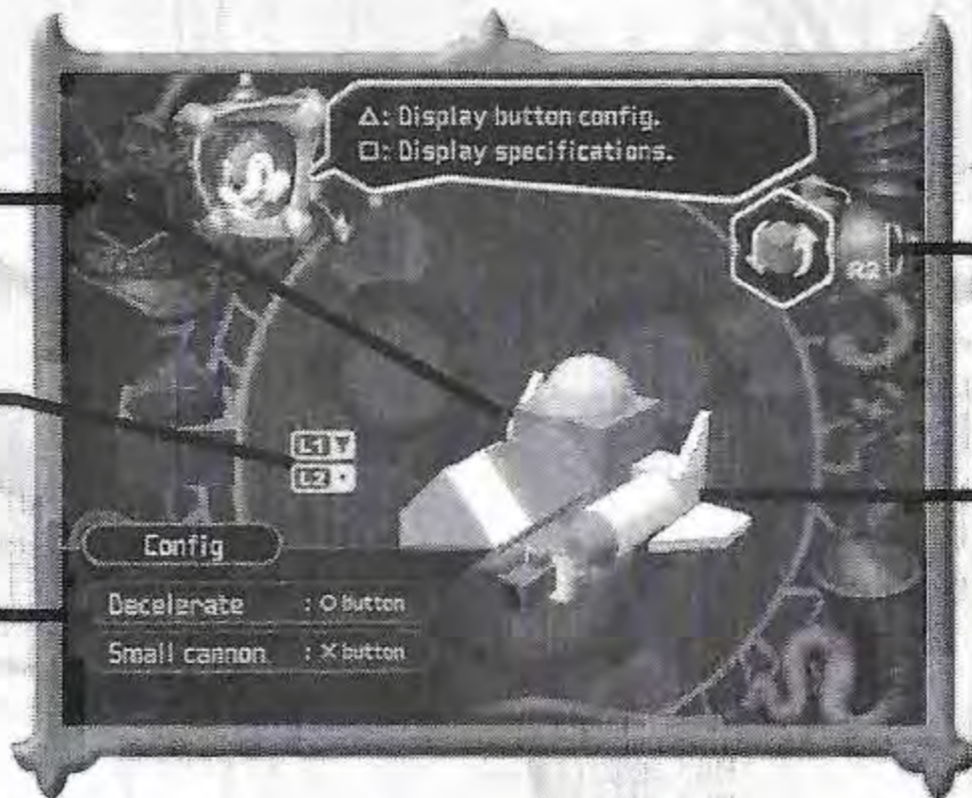 △: Display button config.
□: Display specifications.
R2
L1 ▼
L2 •
Config
Decelerate : O button
Small cannon : X button